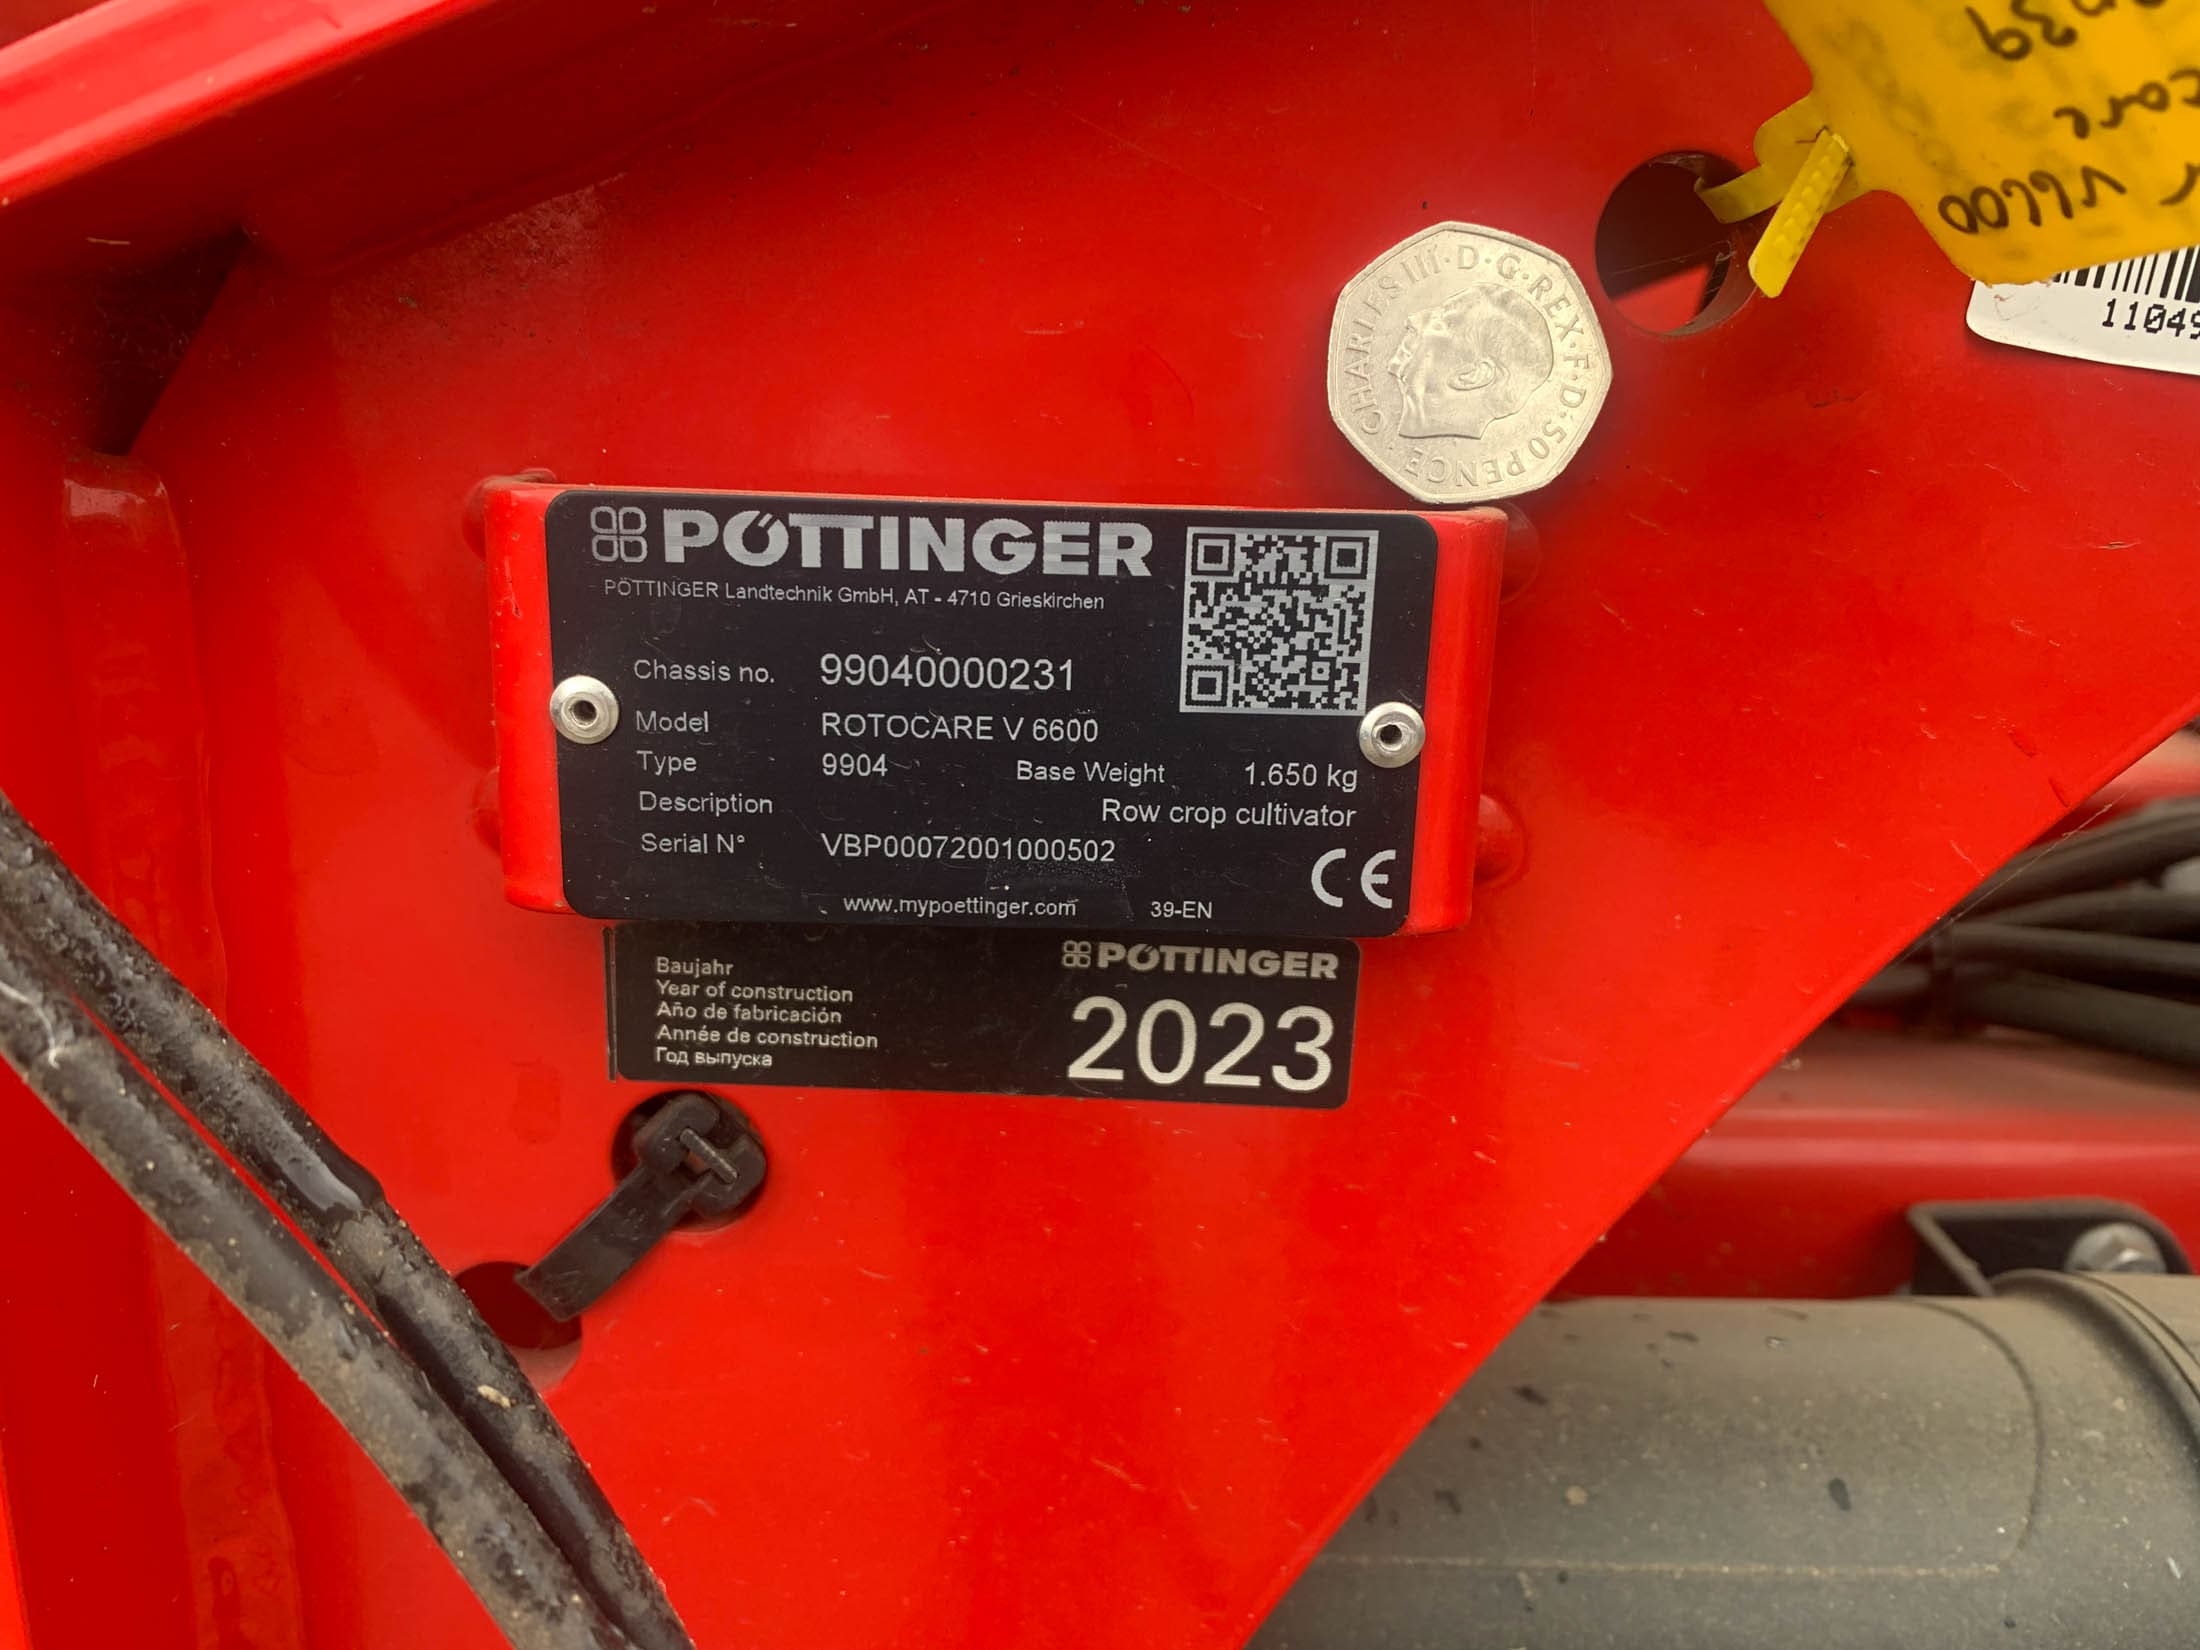 V6600
1104
CHARLES III · D · G · REX · F · D · 50 PENCE
PÖTTINGER
PÖTTINGER Landtechnik GmbH, AT - 4710 Grieskirchen
Chassis no. 99040000231
Model ROTOCARE V 6600
Type 9904 Base Weight 1.650 kg
Description Row crop cultivator
Serial N° VBP00072001000502
CE
www.mypoettinger.com 39-EN
PÖTTINGER
Baujahr
Year of construction
Año de fabricación
Année de construction
Год выпуска
2023